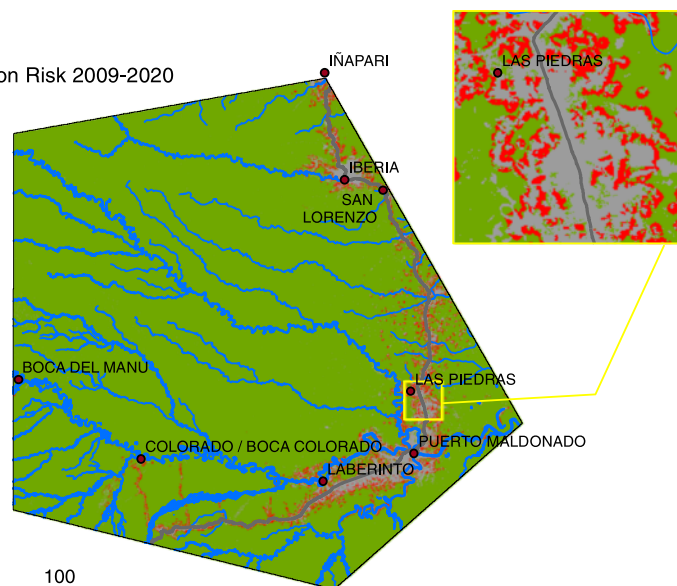 on Risk 2009-2020
IÑAPARI
LAS PIEDRAS
IBERIA
SAN
LORENZO
BOCA DEL MANU
LAS PIEDRAS
COLORADO / BOCA COLORADO
PUERTO MALDONADO
LABERINTO
100